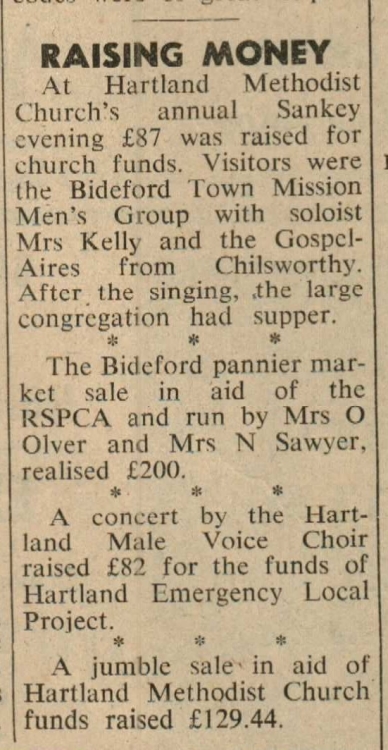 RAISING MONEY
At Hartland Methodist
Church's annual Sankey
evening £87 was raised for
church funds. Visitors were
the Bideford Town Mission
Men's Group with soloist
Mrs Kelly and the Gospel-
Aires from Chilsworthy.
After the singing, the large
congregation had supper.
* * *
The Bideford pannier mar-
ket sale in aid of the
RSPCA and run by Mrs O
Olver and Mrs N Sawyer,
realised £200.
* * *
A concert by the Hart-
land Male Voice Choir
raised £82 for the funds of
Hartland Emergency Local
Project.
* * *
A jumble sale in aid of
Hartland Methodist Church
funds raised £129.44.